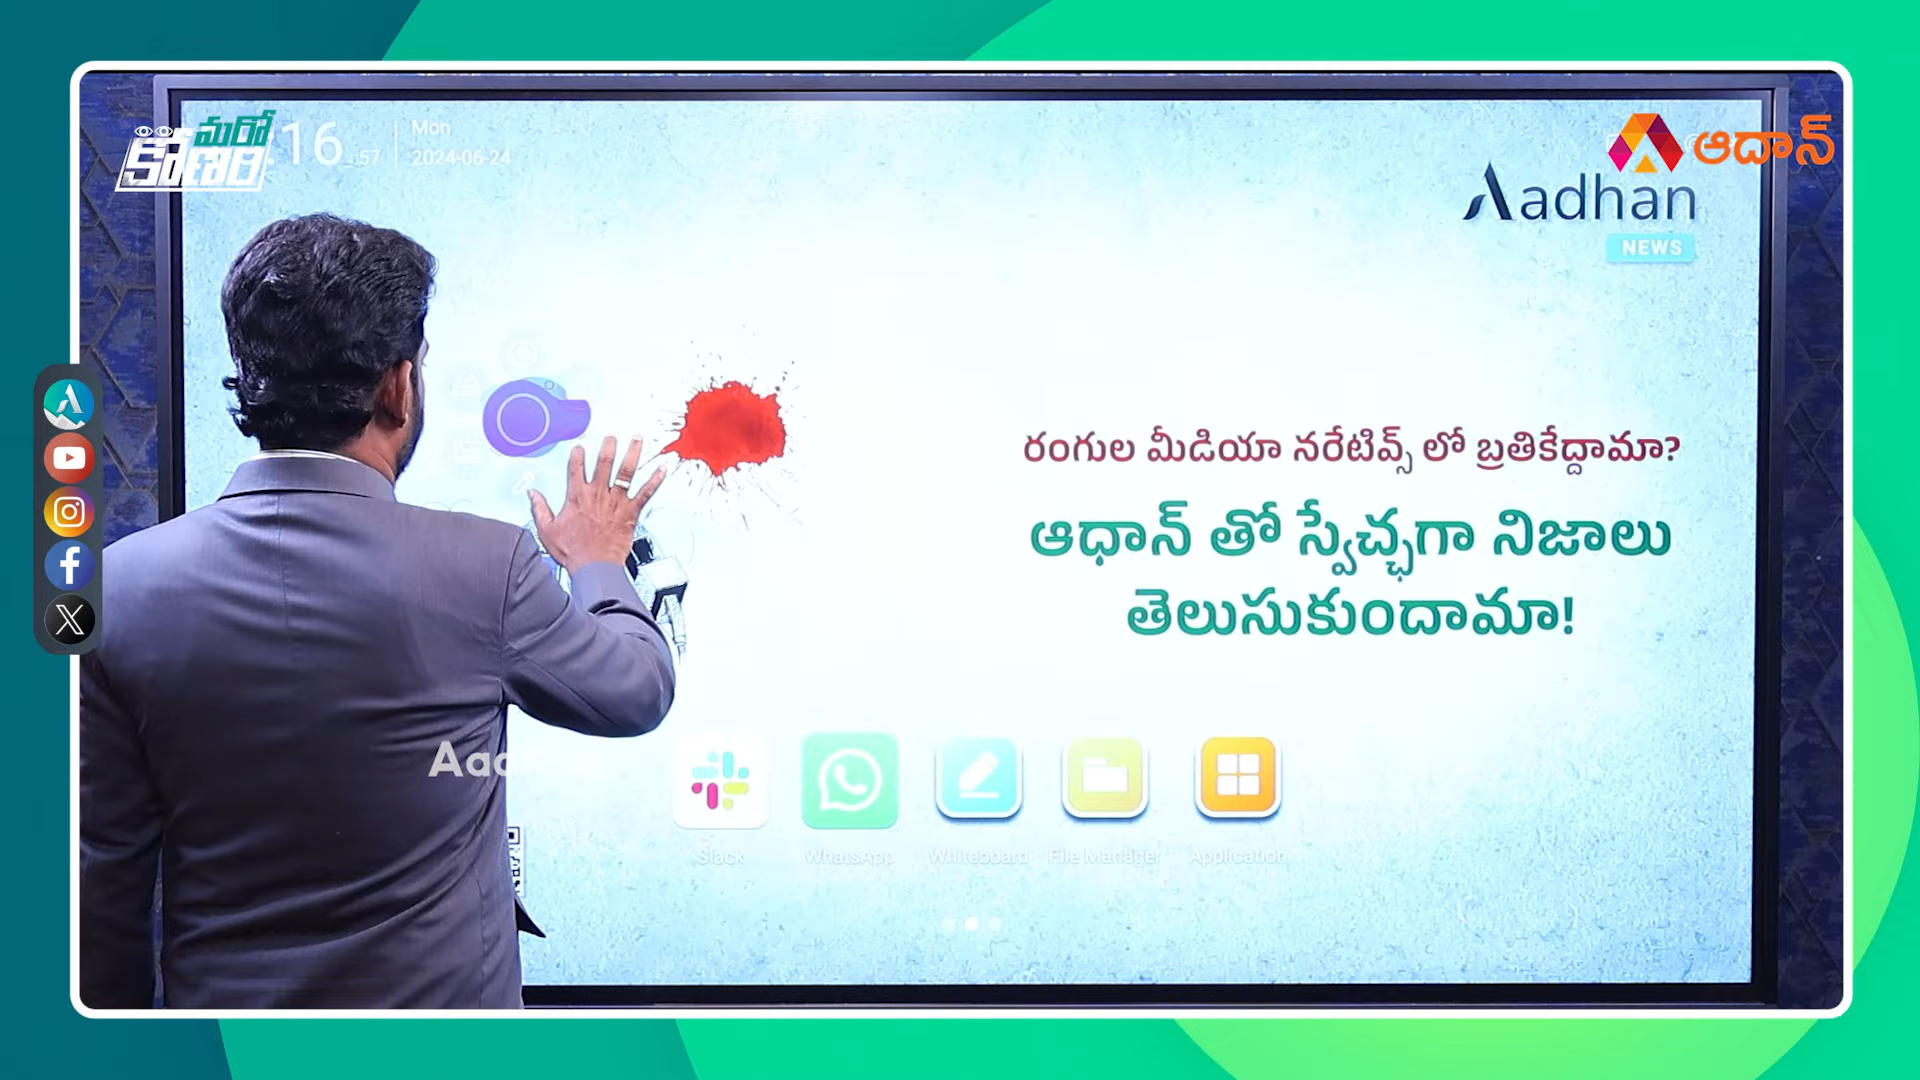 మరో
కోణం
:16 :57
Mon
2024-06-24
ఆదాన్
Aadhan
NEWS
రంగుల మీడియా నరేటివ్స్ లో బ్రతికేద్దామా?
ఆధాన్ తో స్వేచ్ఛగా నిజాలు
తెలుసుకుందామా!
Slack WhatsApp Whiteboard File Manager Application